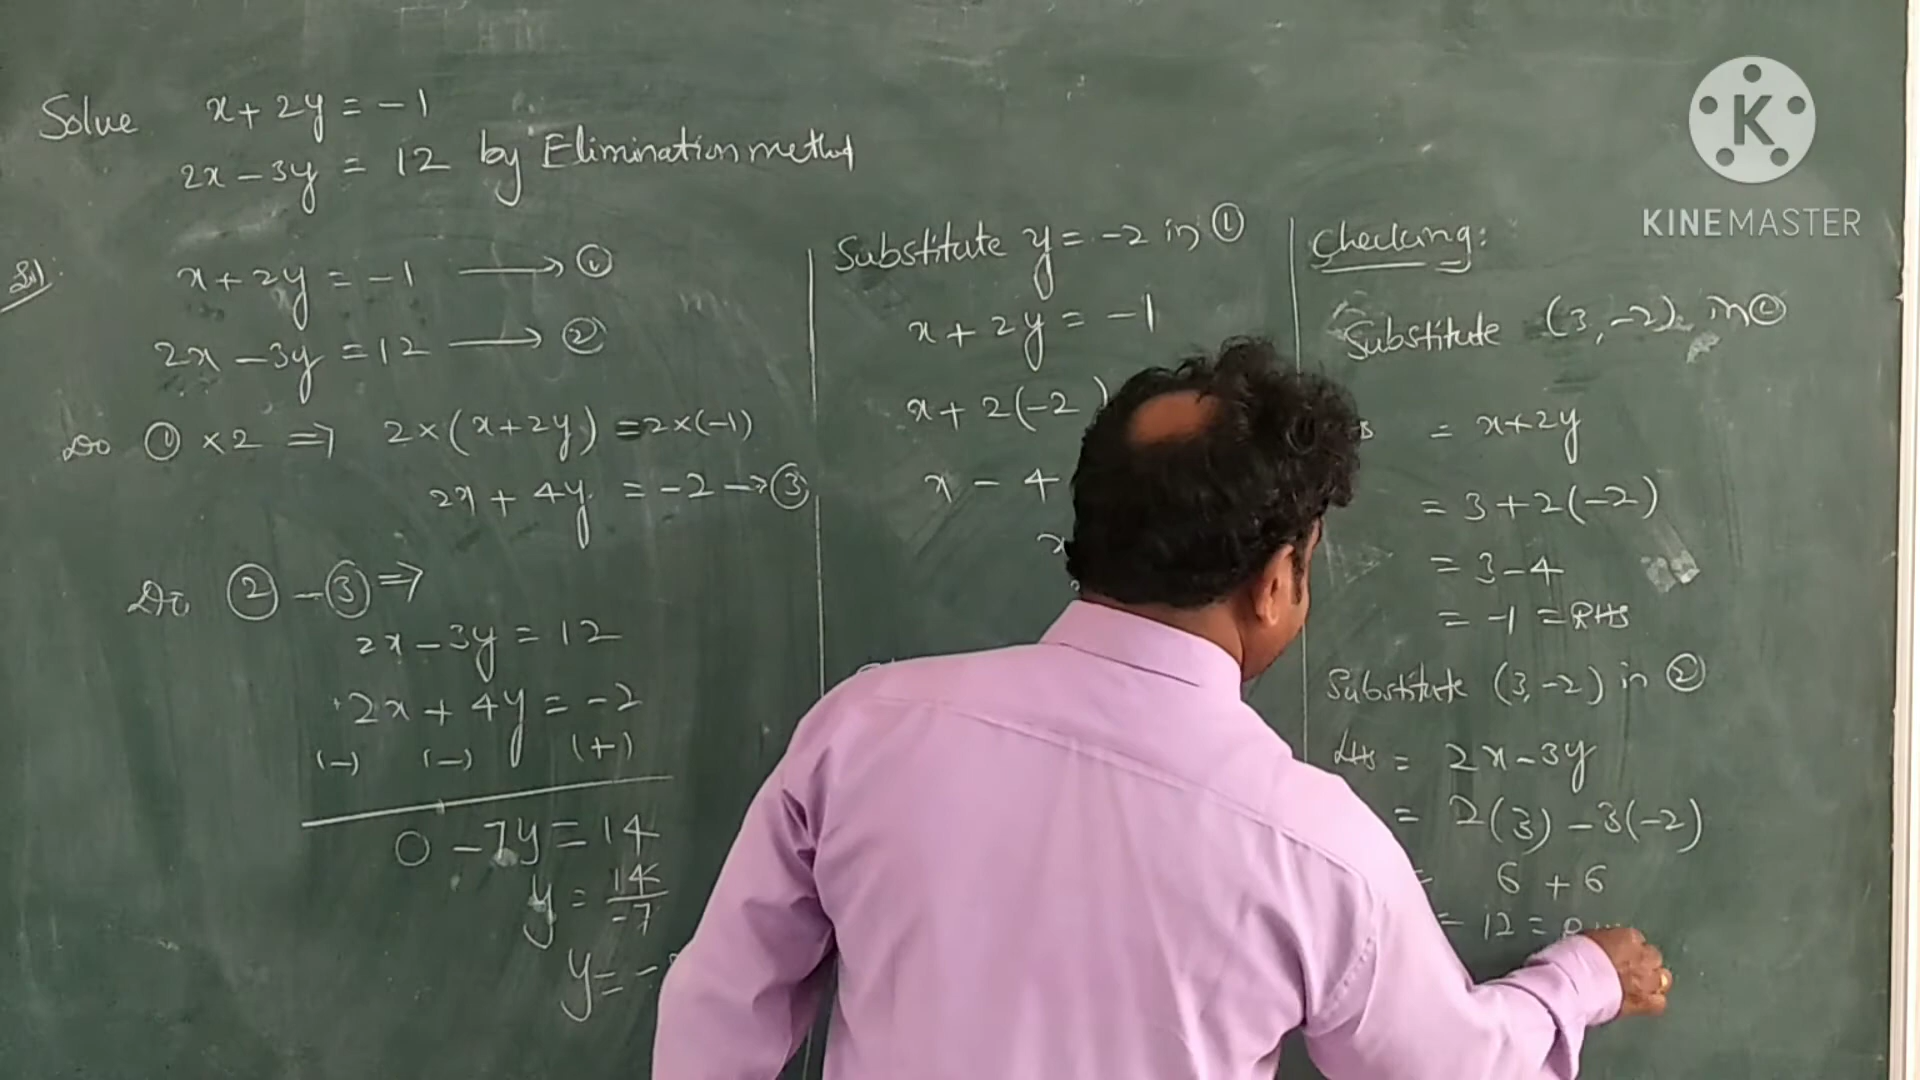 Solve x+2y = -1
2x-3y = 12 by Elimination method
Sol:
x+2y = -1 → ①
2x-3y = 12 → ②
Do ① ×2 ⇒ 2×(x+2y) = 2×(-1)
2x + 4y = -2 → ③
Do ② - ③ ⇒
2x-3y = 12
2x + 4y = -2
(-) (-) (+)
0 -7y = 14
y = 14/-7
y = -
Substitute y = -2 in ①
x + 2y = -1
x + 2(-2)
x - 4
x
Checking:
Substitute (3,-2) in ①
= x+2y
= 3+2(-2)
= 3-4
= -1 = RHS
Substitute (3,-2) in ②
LHS = 2x-3y
= 2(3) -3(-2)
= 6 + 6
= 12 =
K
KINEMASTER